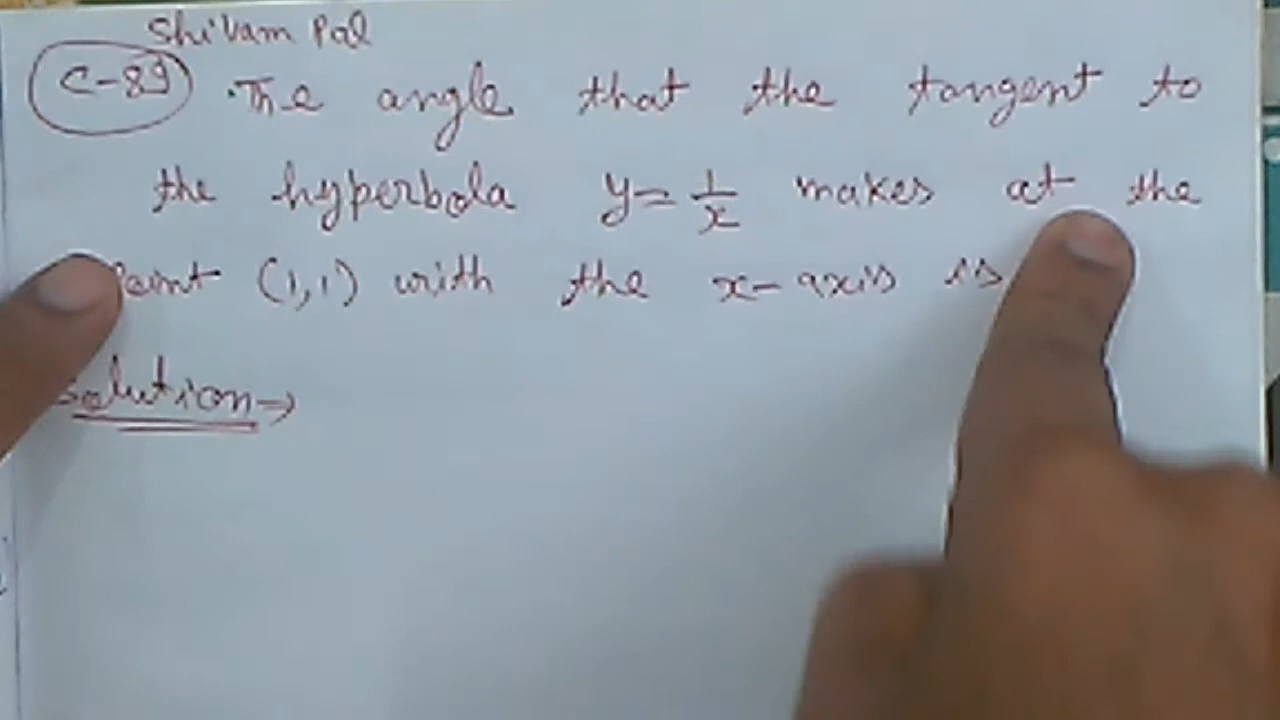 Shivam Pal
C-89 The angle that the tangent to
the hyperbola y=1/x makes at the
Point (1,1) with the x-axis is
Solution→